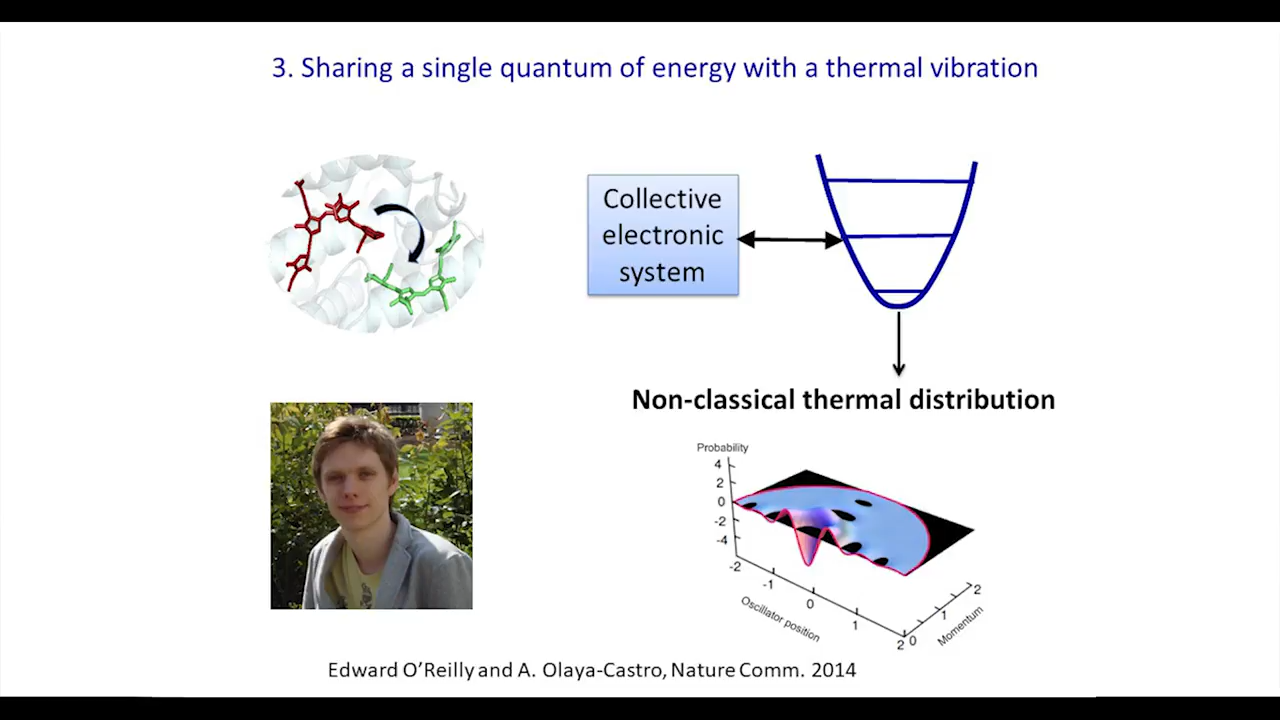 3. Sharing a single quantum of energy with a thermal vibration
Collective
electronic
system
Non-classical thermal distribution
Probability
4
2
0
-2
-4
-2
-1
0
1
2
Oscillator position
0
1
2
Momentum
Edward O'Reilly and A. Olaya-Castro, Nature Comm. 2014